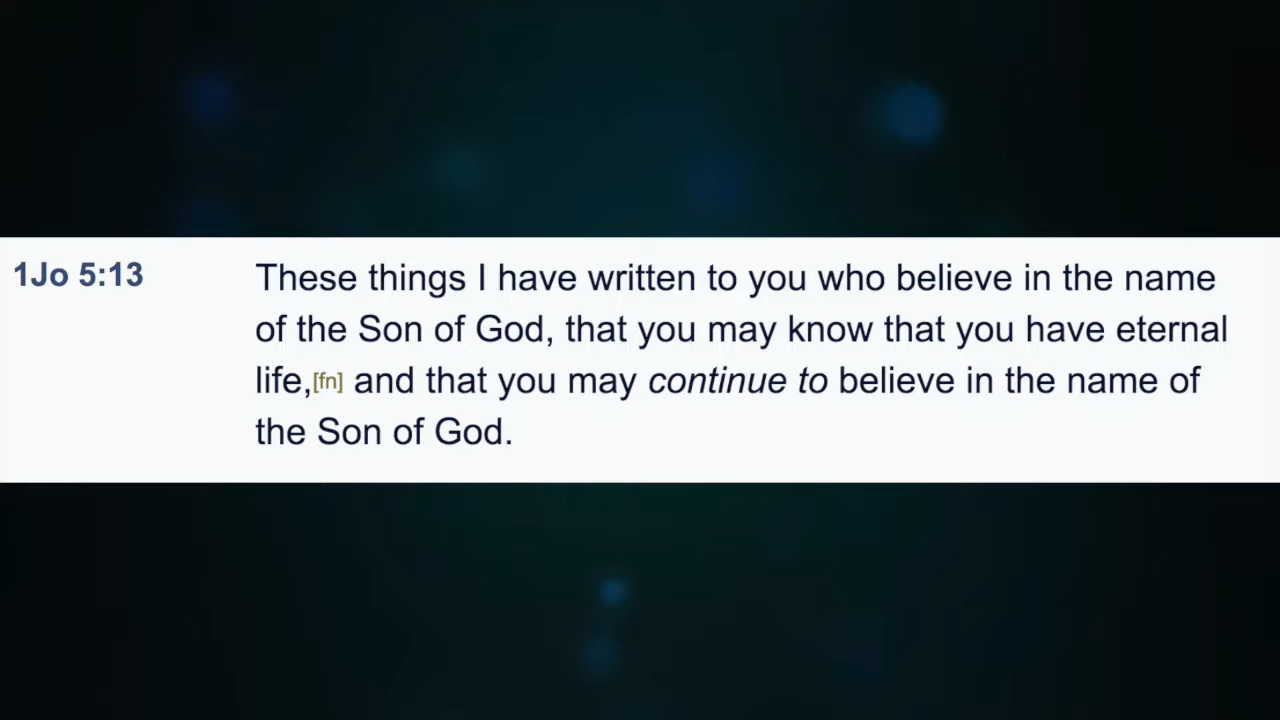 1Jo 5:13 These things I have written to you who believe in the name
of the Son of God, that you may know that you have eternal
life,[fn] and that you may continue to believe in the name of
the Son of God.